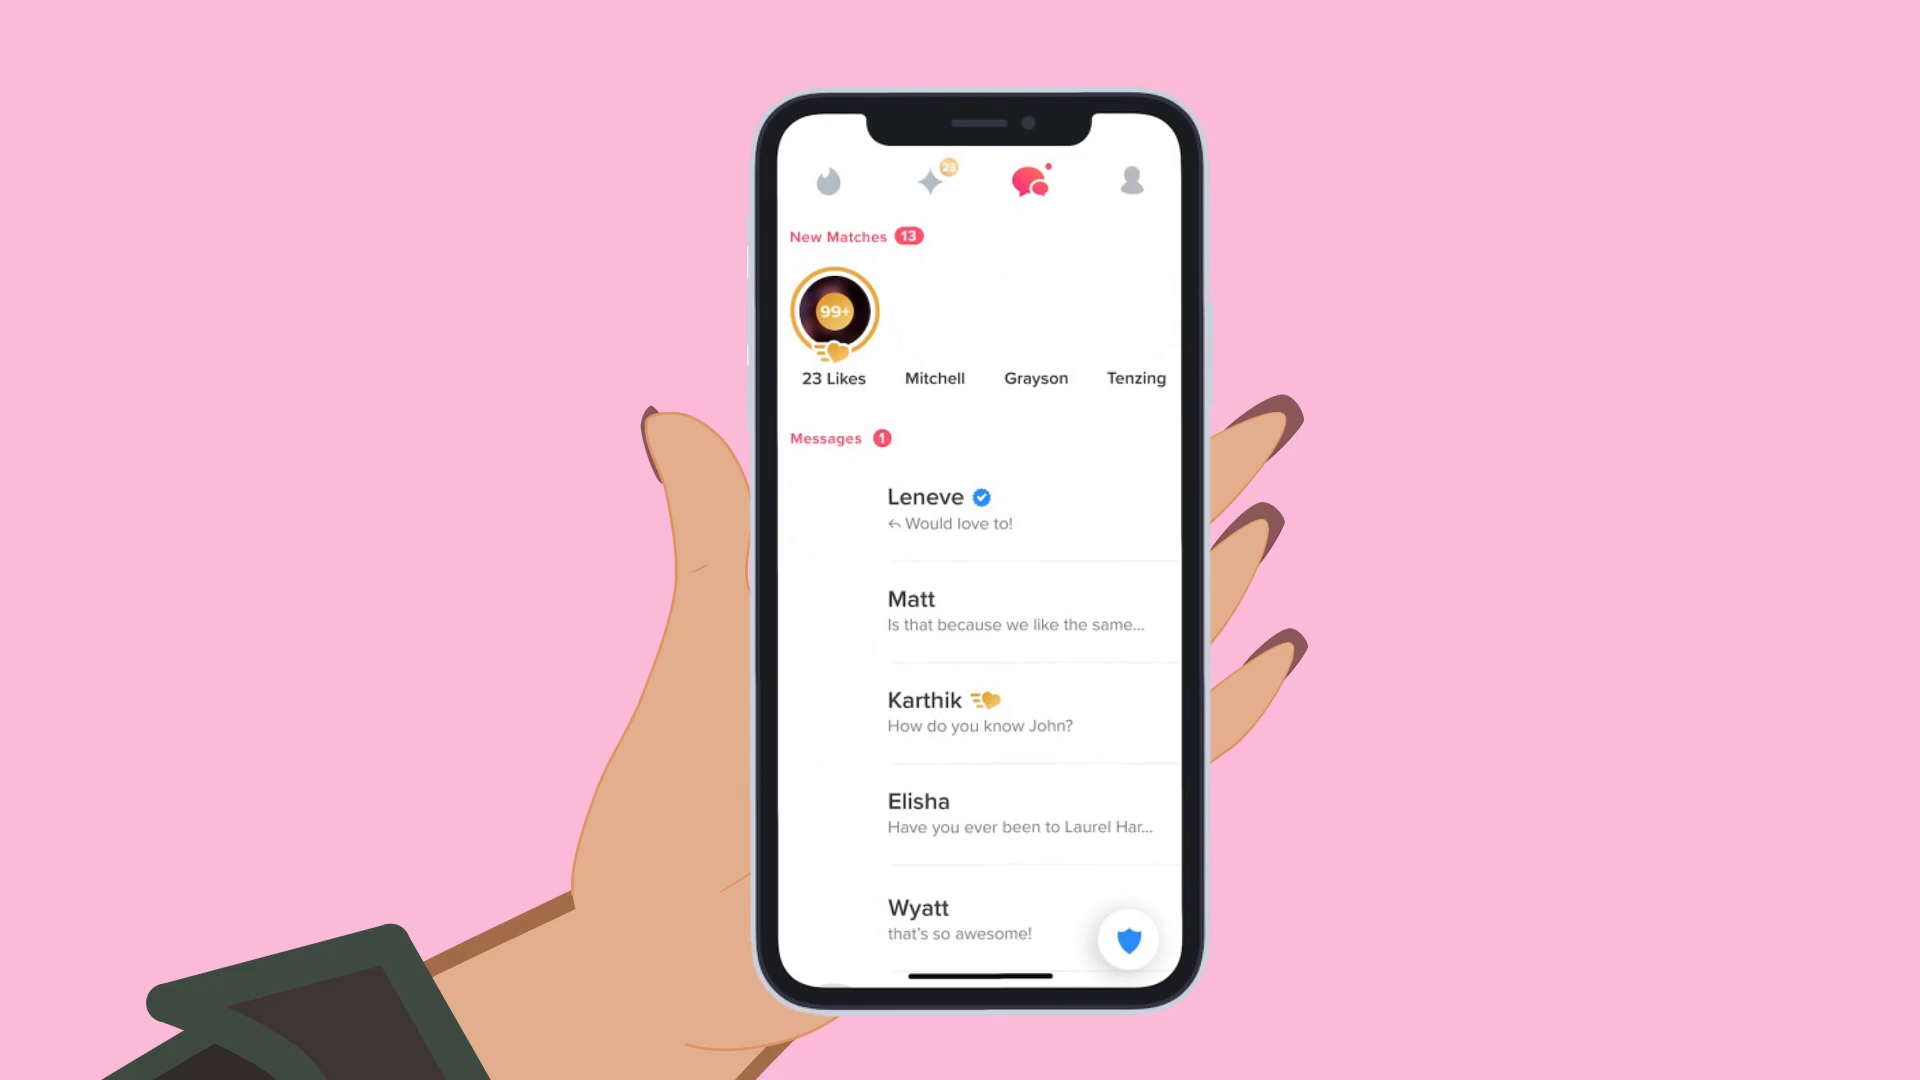 23
New Matches 13
99+
23 Likes Mitchell Grayson Tenzing
Messages 1
Leneve
Would love to!
Matt
Is that because we like the same...
Karthik
How do you know John?
Elisha
Have you ever been to Laurel Har...
Wyatt
that's so awesome!